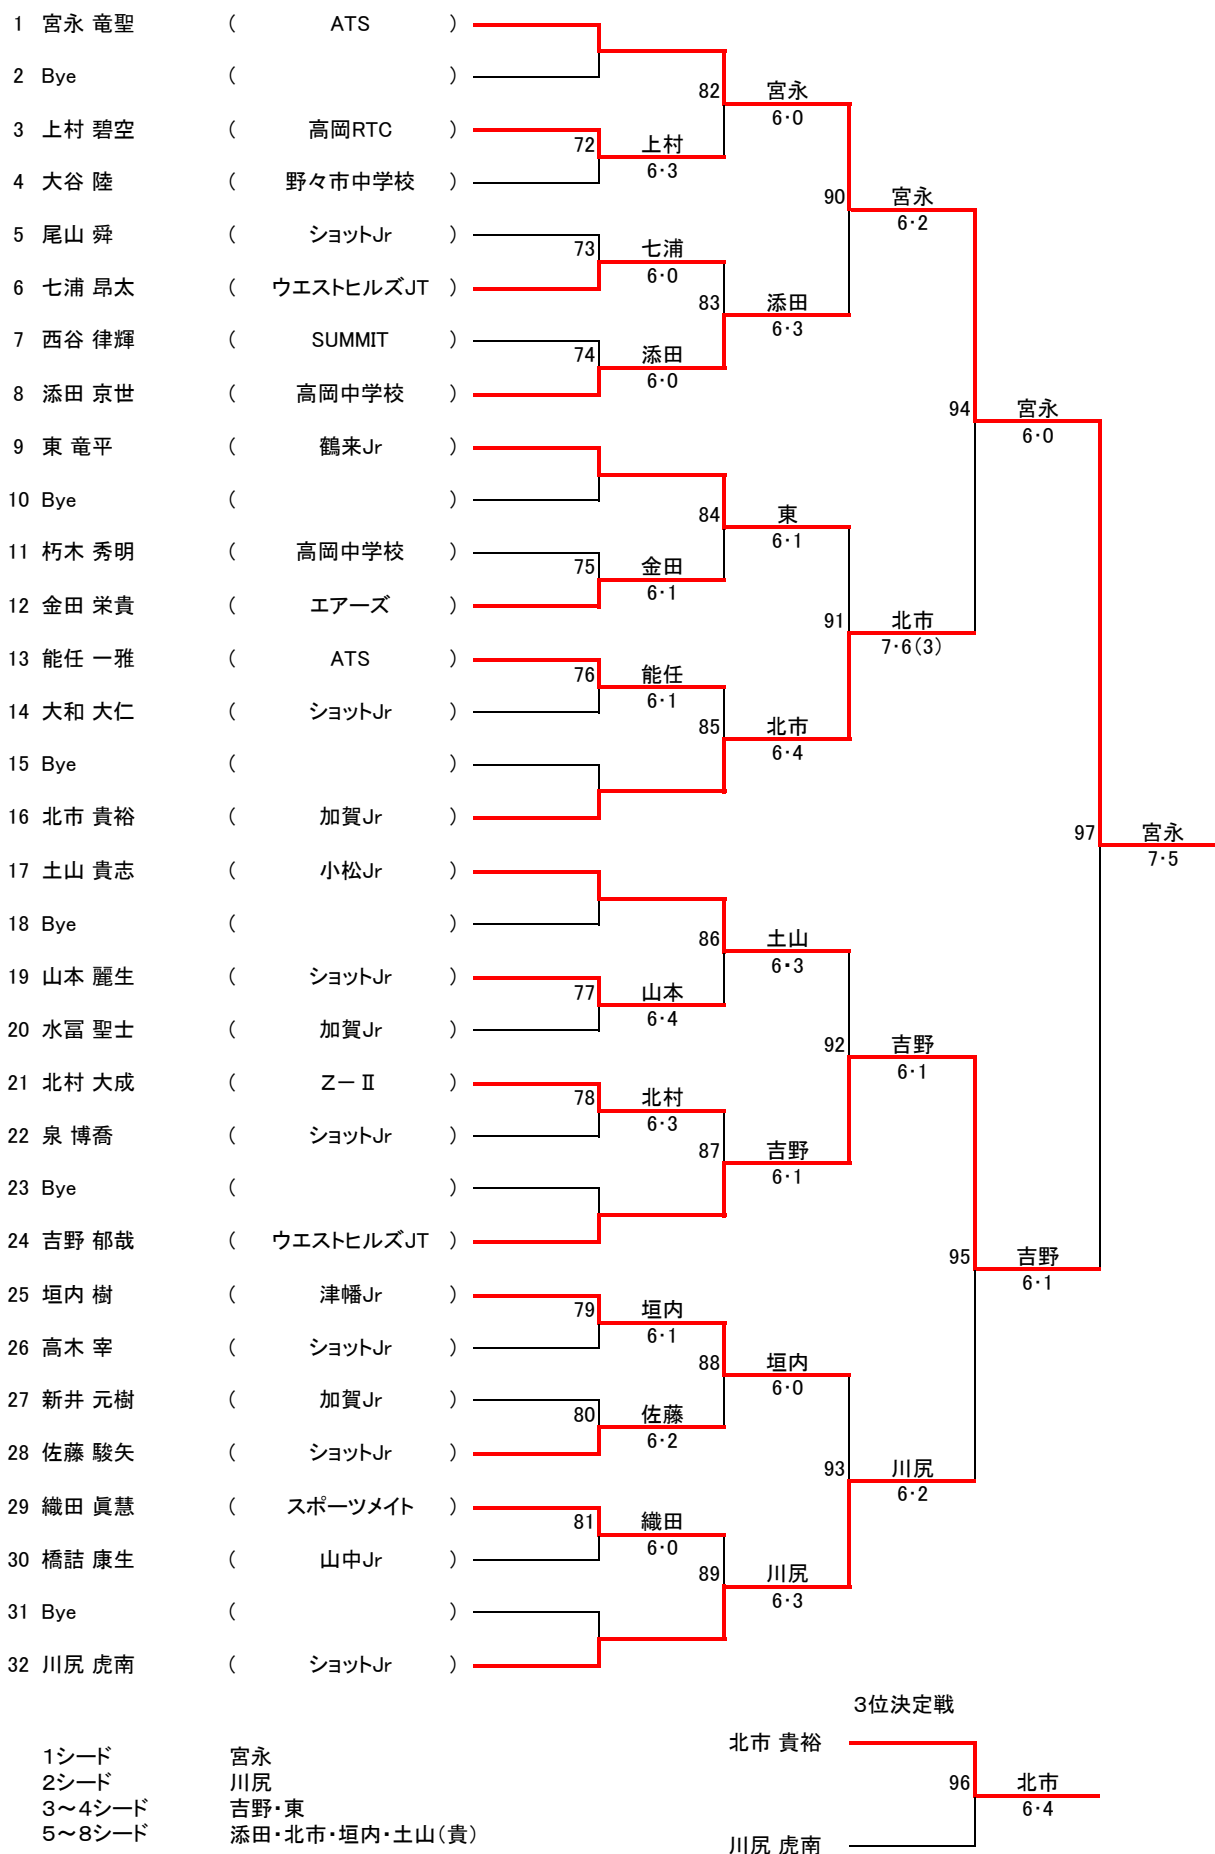 1 宮永 竜聖 ( ATS )
2 Bye ( )
82 宮永
6・0
3 上村 碧空 ( 高岡RTC )
72 上村
6・3
4 大谷 陸 ( 野々市中学校 )
90 宮永
6・2
5 尾山 舜 ( ショットJr )
73 七浦
6・0
6 七浦 昂太 ( ウエストヒルズJT )
83 添田
6・3
7 西谷 律輝 ( SUMMIT )
74 添田
6・0
8 添田 京世 ( 高岡中学校 )
94 宮永
6・0
9 東 竜平 ( 鶴来Jr )
10 Bye ( )
84 東
6・1
11 朽木 秀明 ( 高岡中学校 )
75 金田
6・1
12 金田 栄貴 ( エアーズ )
91 北市
7・6(3)
13 能任 一雅 ( ATS )
76 能任
6・1
14 大和 大仁 ( ショットJr )
85 北市
6・4
15 Bye ( )
16 北市 貴裕 ( 加賀Jr )
97 宮永
7・5
17 土山 貴志 ( 小松Jr )
18 Bye ( )
86 土山
6・3
19 山本 麗生 ( ショットJr )
77 山本
6・4
20 水冨 聖士 ( 加賀Jr )
92 吉野
6・1
21 北村 大成 ( Z－Ⅱ )
78 北村
6・3
22 泉 博喬 ( ショットJr )
87 吉野
6・1
23 Bye ( )
24 吉野 郁哉 ( ウエストヒルズJT )
95 吉野
6・1
25 垣内 樹 ( 津幡Jr )
79 垣内
6・1
26 高木 宰 ( ショットJr )
88 垣内
6・0
27 新井 元樹 ( 加賀Jr )
80 佐藤
6・2
28 佐藤 駿矢 ( ショットJr )
93 川尻
6・2
29 織田 眞慧 ( スポーツメイト )
81 織田
6・0
30 橋詰 康生 ( 山中Jr )
89 川尻
6・3
31 Bye ( )
32 川尻 虎南 ( ショットJr )
3位決定戦
北市 貴裕
96 北市
6・4
川尻 虎南
1シード 宮永
2シード 川尻
3～4シード 吉野・東
5～8シード 添田・北市・垣内・土山(貴)